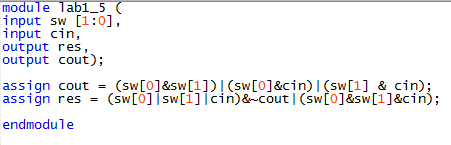 module lab1_5 (
input sw [1:0],
input cin,
output res,
output cout);
assign cout = (sw[0]&sw[1])|(sw[0]&cin)|(sw[1] & cin);
assign res = (sw[0]|sw[1]|cin)&~cout|(sw[0]&sw[1]&cin);
endmodule